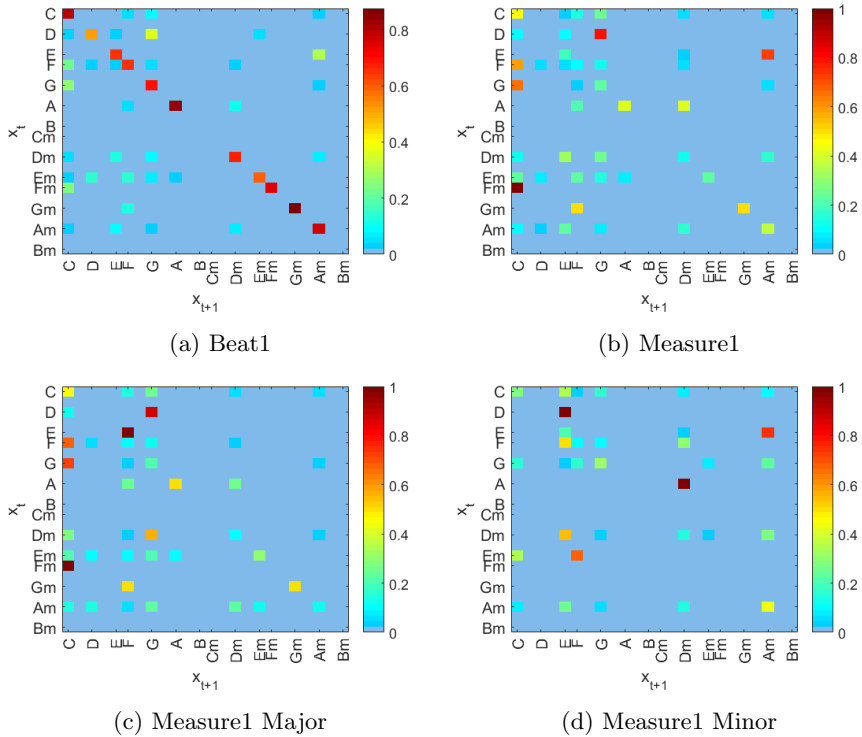 C
D
E
F
G
A
B
Cm
Dm
Em
Fm
Gm
Am
Bm
x_t
C
D
E
F
G
A
B
Cm
Dm
Em
Fm
Gm
Am
Bm
x_{t+1}
0.8
0.6
0.4
0.2
0
(a) Beat1
C
D
E
F
G
A
B
Cm
Dm
Em
Fm
Gm
Am
Bm
x_t
C
D
E
F
G
A
B
Cm
Dm
Em
Fm
Gm
Am
Bm
x_{t+1}
1
0.8
0.6
0.4
0.2
0
(b) Measure1
C
D
E
F
G
A
B
Cm
Dm
Em
Fm
Gm
Am
Bm
x_t
C
D
E
F
G
A
B
Cm
Dm
Em
Fm
Gm
Am
Bm
x_{t+1}
1
0.8
0.6
0.4
0.2
0
(c) Measure1 Major
C
D
E
F
G
A
B
Cm
Dm
Em
Fm
Gm
Am
Bm
x_t
C
D
E
F
G
A
B
Cm
Dm
Em
Fm
Gm
Am
Bm
x_{t+1}
1
0.8
0.6
0.4
0.2
0
(d) Measure1 Minor